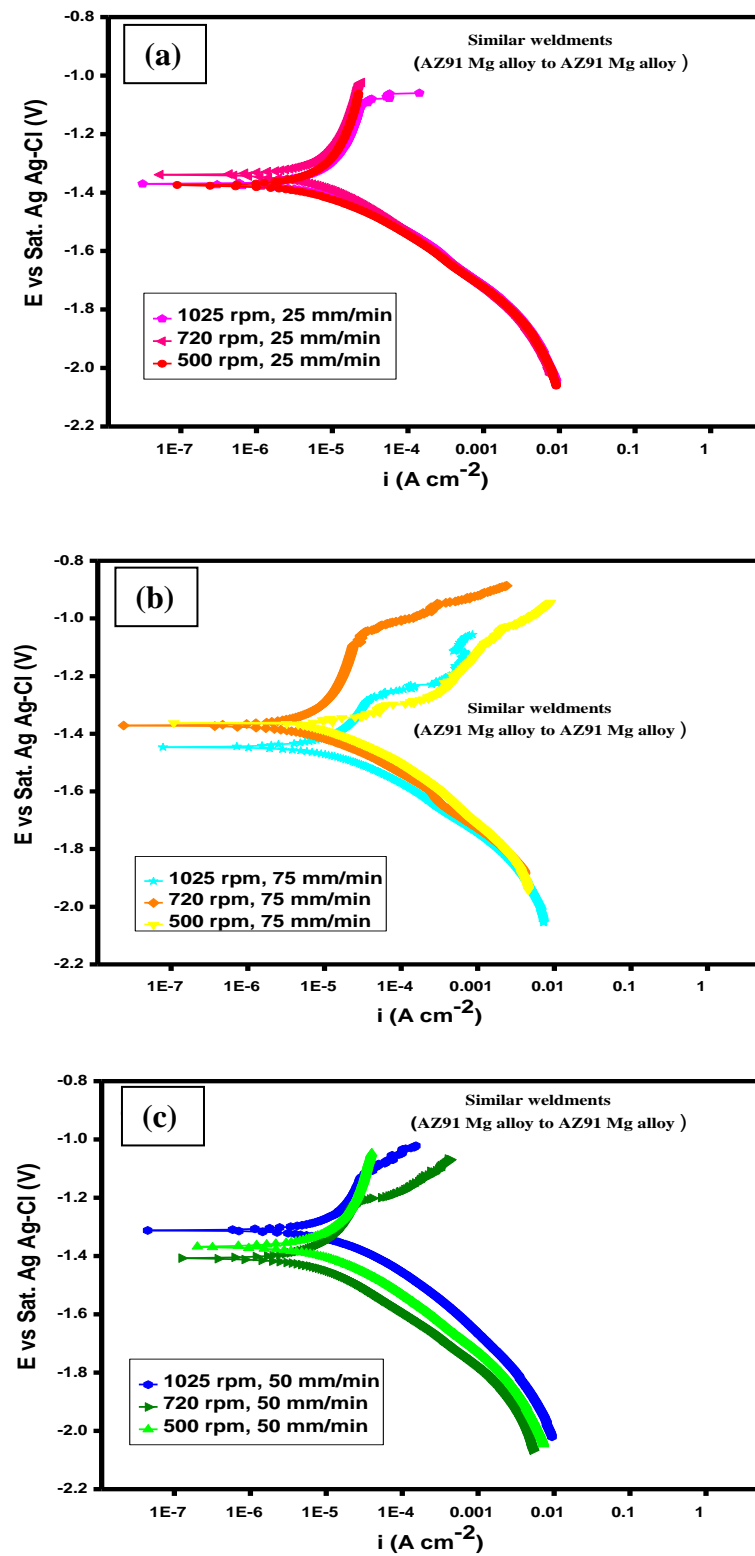 (a)
Similar weldments
(AZ91 Mg alloy to AZ91 Mg alloy )
E vs Sat. Ag Ag-Cl (V)
-0.8
-1.0
-1.2
-1.4
-1.6
-1.8
-2.0
-2.2
1025 rpm, 25 mm/min
720 rpm, 25 mm/min
500 rpm, 25 mm/min
1E-7 1E-6 1E-5 1E-4 0.001 0.01 0.1 1
i (A cm-2)
(b)
Similar weldments
(AZ91 Mg alloy to AZ91 Mg alloy )
E vs Sat. Ag Ag-Cl (V)
-0.8
-1.0
-1.2
-1.4
-1.6
-1.8
-2.0
-2.2
1025 rpm, 75 mm/min
720 rpm, 75 mm/min
500 rpm, 75 mm/min
1E-7 1E-6 1E-5 1E-4 0.001 0.01 0.1 1
i (A cm-2)
(c)
Similar weldments
(AZ91 Mg alloy to AZ91 Mg alloy )
E vs Sat. Ag Ag-Cl (V)
-0.8
-1.0
-1.2
-1.4
-1.6
-1.8
-2.0
-2.2
1025 rpm, 50 mm/min
720 rpm, 50 mm/min
500 rpm, 50 mm/min
1E-7 1E-6 1E-5 1E-4 0.001 0.01 0.1 1
i (A cm-2)